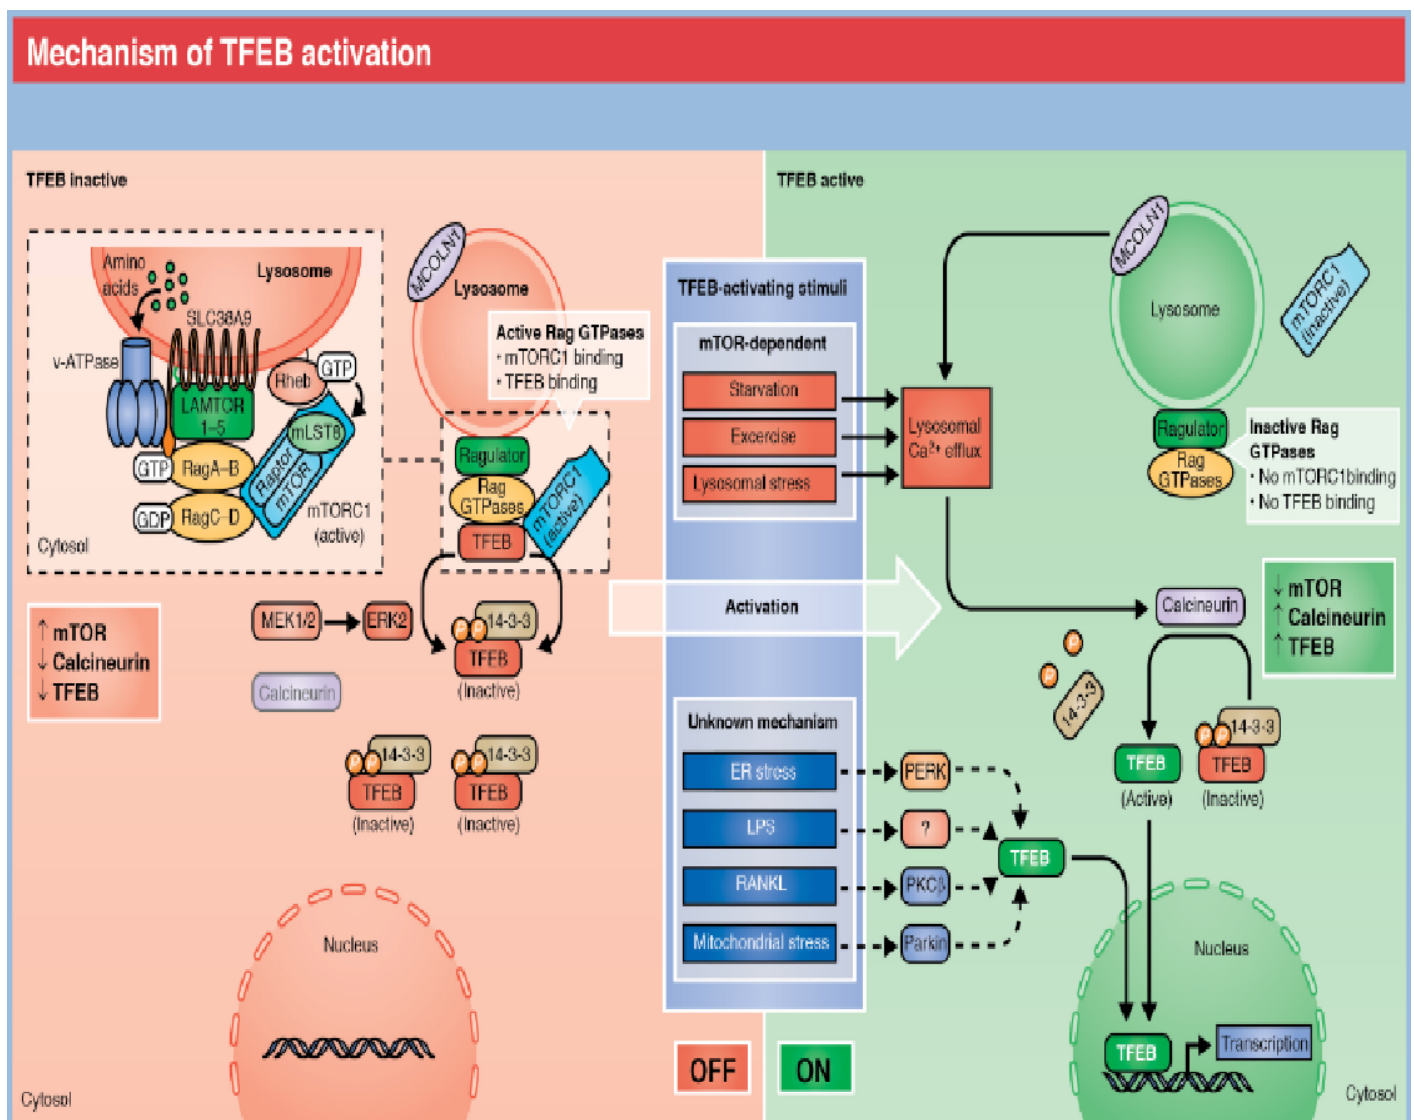 Mechanism of TFEB activation
TFEB inactive
Amino
acids
Lysosome
SLC38A9
v-ATPase
Rheb
GTP
LAMTOR
1–5
mLST8
Raptor
mTOR
GTP
RagA–B
GDP
RagC–D
mTORC1
(active)
Cytosol
MCOLN1
Lysosome
Active Rag GTPases
• mTORC1 binding
• TFEB binding
Ragulator
Rag
GTPases
mTORC1
(active)
TFEB
↑ mTOR
↓ Calcineurin
↓ TFEB
MEK1/2
ERK2
Calcineurin
P
P
14-3-3
TFEB
(Inactive)
P
P
14-3-3
TFEB
(Inactive)
P
P
14-3-3
TFEB
(Inactive)
Nucleus
Cytosol
TFEB-activating stimuli
mTOR-dependent
Starvation
Excercise
Lysosomal stress
Activation
Unknown mechanism
ER stress
LPS
RANKL
Mitochondrial stress
OFF
ON
TFEB active
MCOLN1
Lysosome
mTORC1
(inactive)
Ragulator
Rag
GTPases
Inactive Rag
GTPases
• No mTORC1binding
• No TFEB binding
Lysosomal
Ca2+ efflux
Calcineurin
↓ mTOR
↑ Calcineurin
↑ TFEB
P
P
14-3-3
TFEB
(Active)
P
P
14-3-3
TFEB
(Inactive)
PERK
?
PKCβ
Parkin
TFEB
Nucleus
TFEB
Transcription
Cytosol